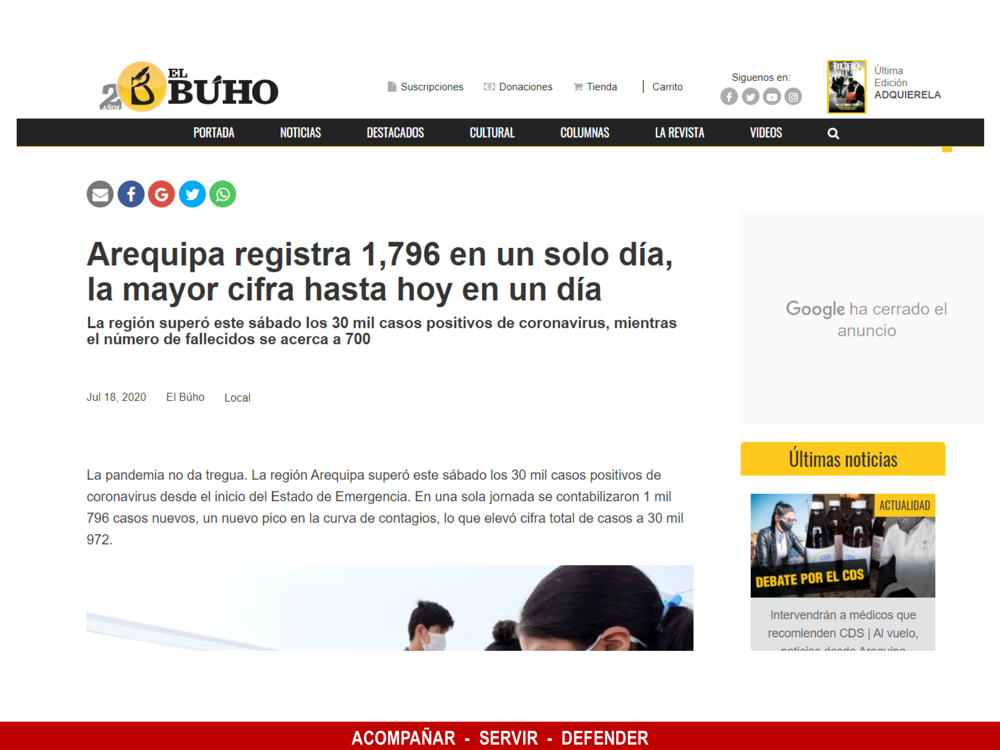 2
AÑOS
EL
BÚHO
Suscripciones
Donaciones
Tienda
| Carrito
Siguenos en:
BUHO
Última
Edición
ADQUIERELA
PORTADA
NOTICIAS
DESTACADOS
CULTURAL
COLUMNAS
LA REVISTA
VIDEOS
Arequipa registra 1,796 en un solo día,
la mayor cifra hasta hoy en un día
La región superó este sábado los 30 mil casos positivos de coronavirus, mientras
el número de fallecidos se acerca a 700
Jul 18, 2020 El Búho Local
La pandemia no da tregua. La región Arequipa superó este sábado los 30 mil casos positivos de
coronavirus desde el inicio del Estado de Emergencia. En una sola jornada se contabilizaron 1 mil
796 casos nuevos, un nuevo pico en la curva de contagios, lo que elevó cifra total de casos a 30 mil
972.
Google ha cerrado el
anuncio
Últimas noticias
ACTUALIDAD
CDS
CDS
DEBATE POR EL CDS
Intervendrán a médicos que
recomienden CDS | Al vuelo,
noticias desde Arequipa
ACOMPAÑAR - SERVIR - DEFENDER